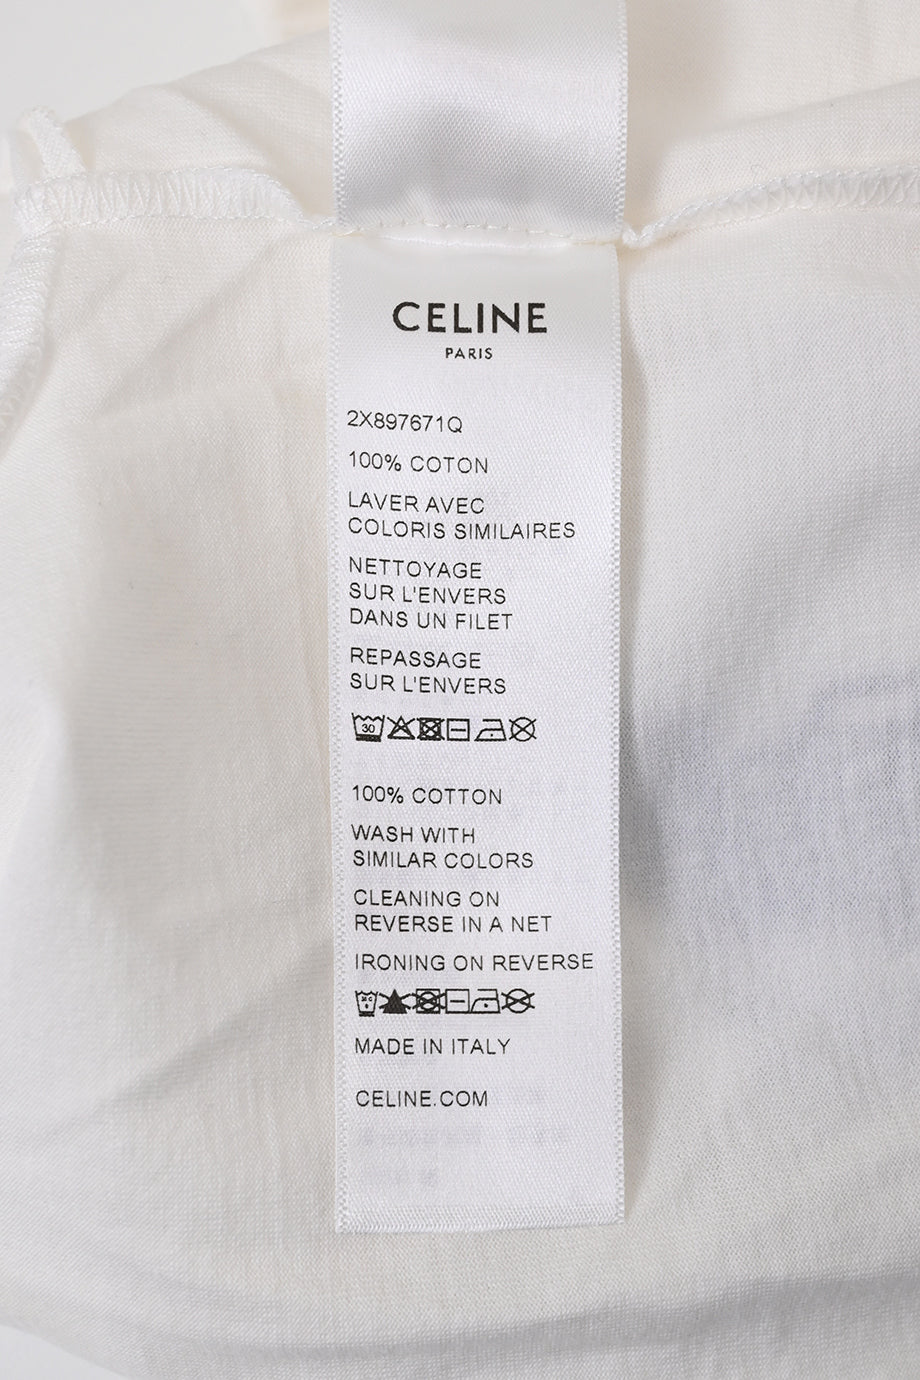 CELINE
PARIS
2X897671Q
100% COTON
LAVER AVEC
COLORIS SIMILAIRES
NETTOYAGE
SUR L'ENVERS
DANS UN FILET
REPASSAGE
SUR L'ENVERS
30
100% COTTON
WASH WITH
SIMILAR COLORS
CLEANING ON
REVERSE IN A NET
IRONING ON REVERSE
MADE IN ITALY
CELINE.COM